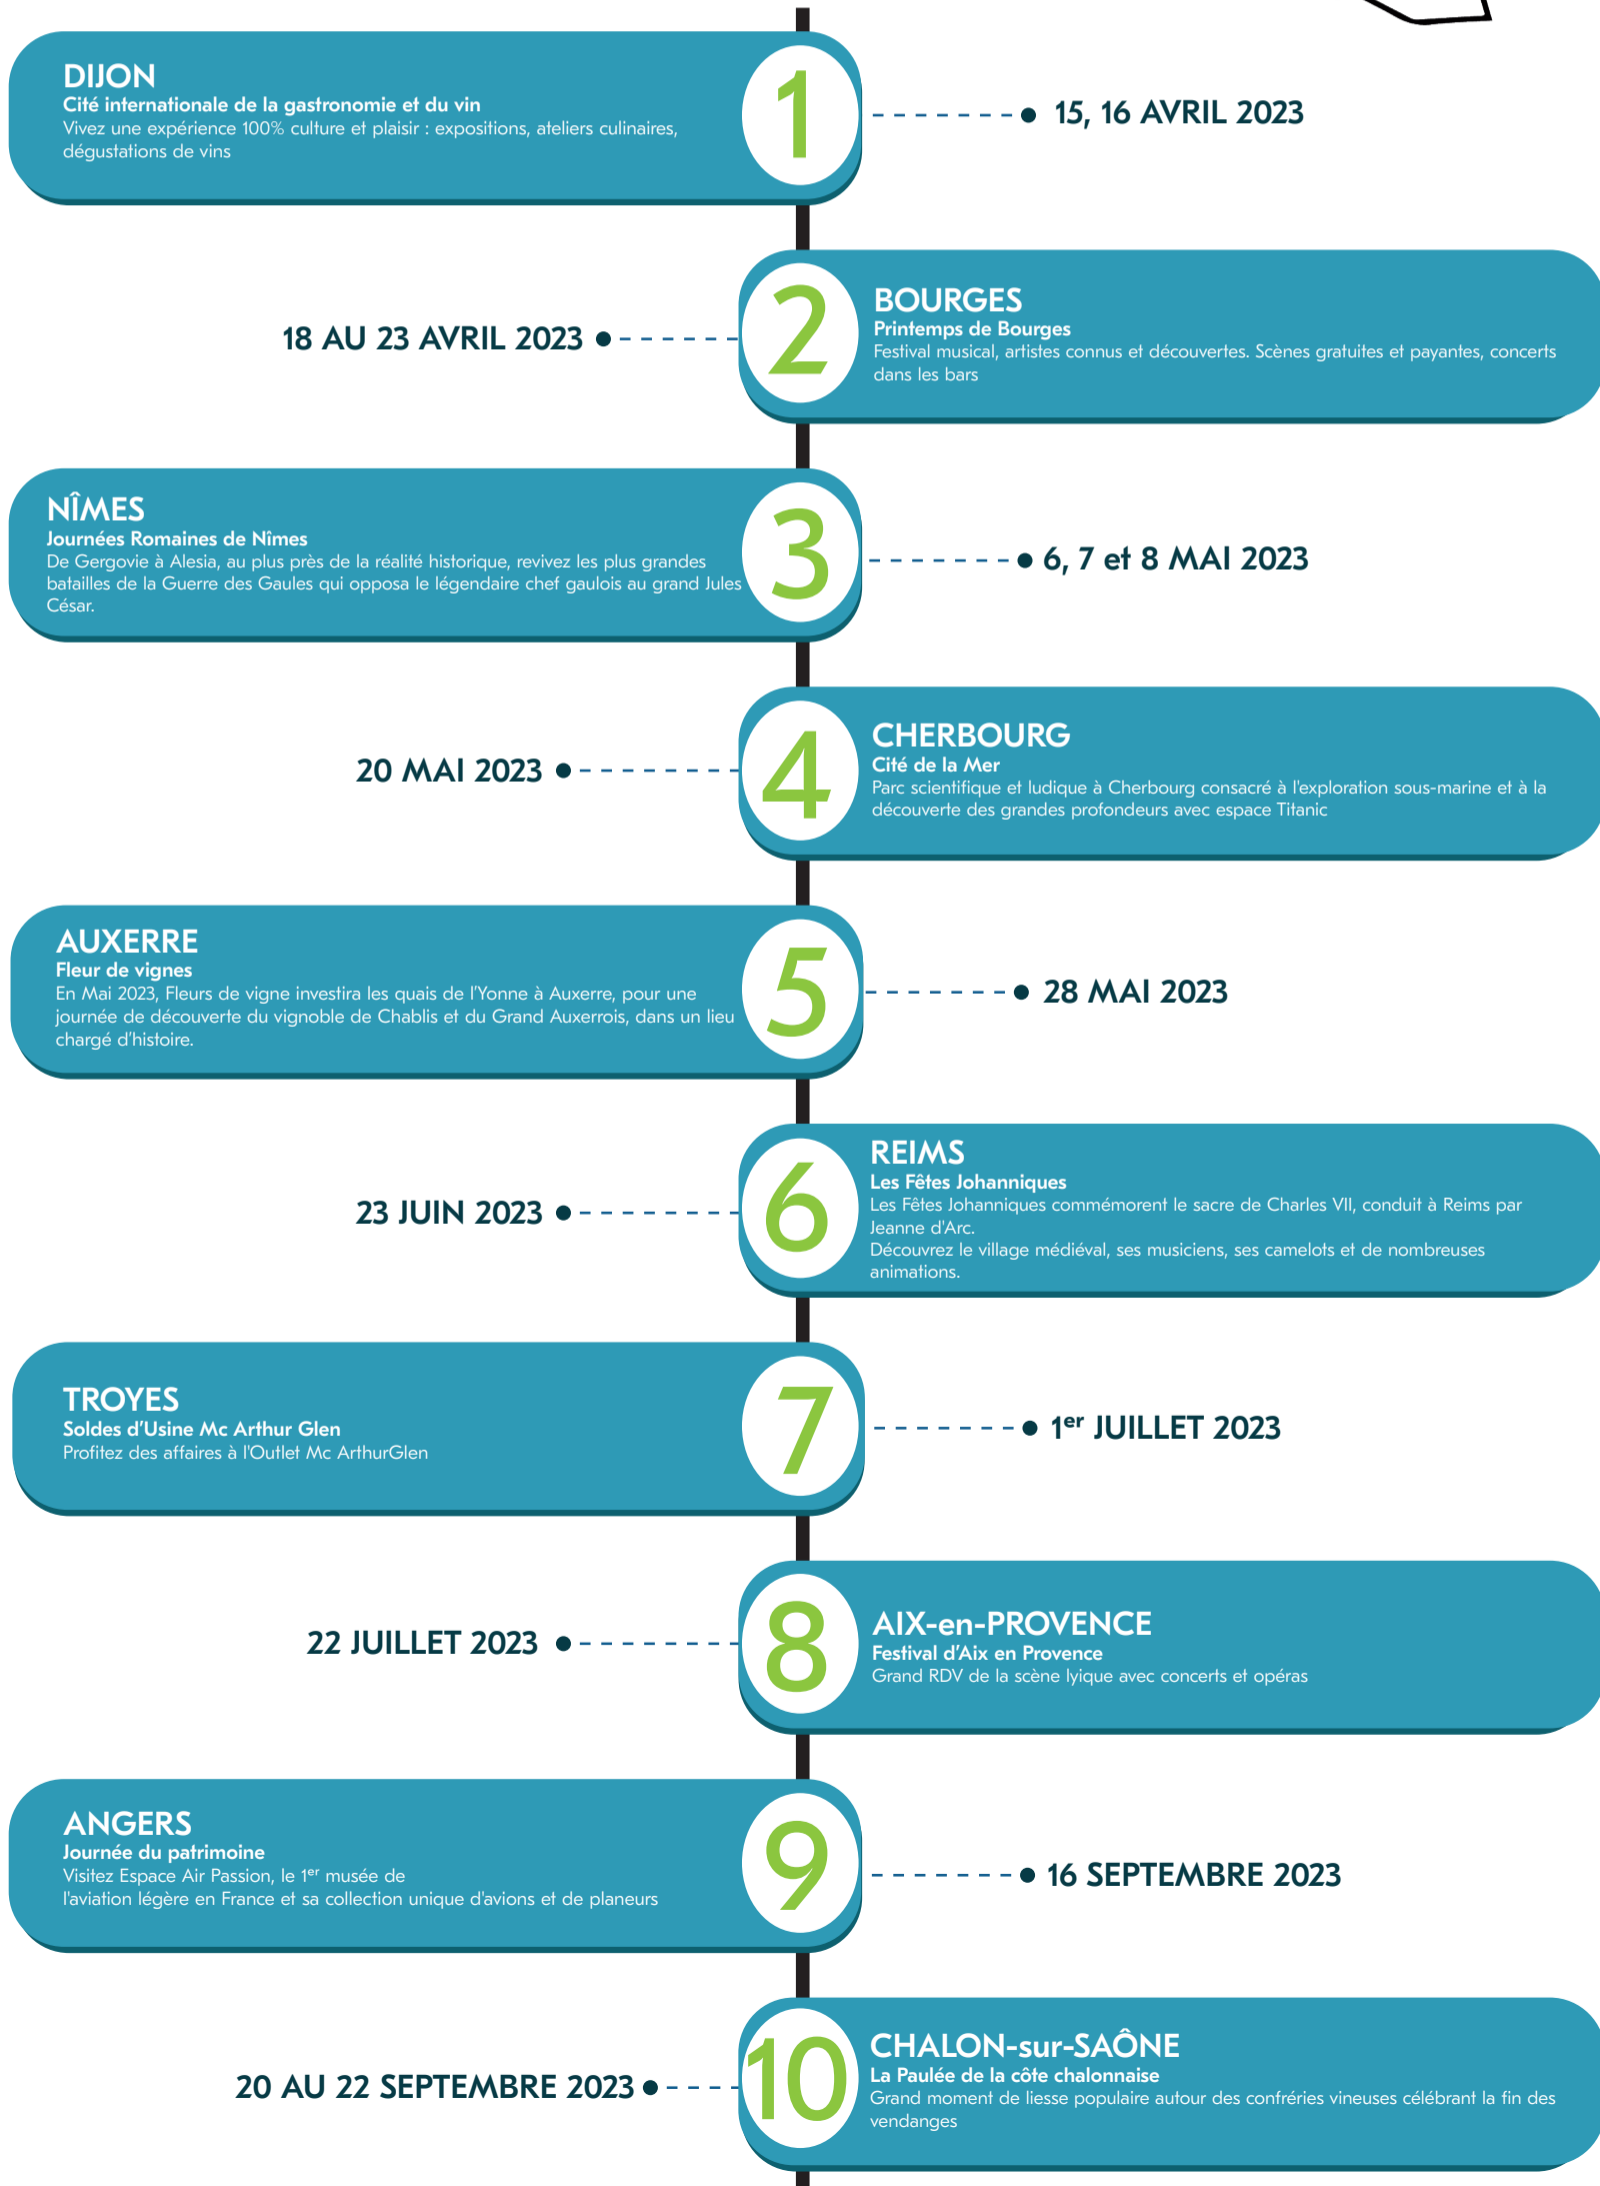 DIJON
Cité internationale de la gastronomie et du vin
Vivez une expérience 100% culture et plaisir : expositions, ateliers culinaires,
dégustations de vins
1
15, 16 AVRIL 2023
18 AU 23 AVRIL 2023
2
BOURGES
Printemps de Bourges
Festival musical, artistes connus et découvertes. Scènes gratuites et payantes, concerts
dans les bars
NÎMES
Journées Romaines de Nîmes
De Gergovie à Alesia, au plus près de la réalité historique, revivez les plus grandes
batailles de la Guerre des Gaules qui opposa le légendaire chef gaulois au grand Jules
César.
3
6, 7 et 8 MAI 2023
20 MAI 2023
4
CHERBOURG
Cité de la Mer
Parc scientifique et ludique à Cherbourg consacré à l'exploration sous-marine et à la
découverte des grandes profondeurs avec espace Titanic
AUXERRE
Fleur de vignes
En Mai 2023, Fleurs de vigne investira les quais de l'Yonne à Auxerre, pour une
journée de découverte du vignoble de Chablis et du Grand Auxerrois, dans un lieu
chargé d'histoire.
5
28 MAI 2023
23 JUIN 2023
6
REIMS
Les Fêtes Johanniques
Les Fêtes Johanniques commémorent le sacre de Charles VII, conduit à Reims par
Jeanne d'Arc.
Découvrez le village médiéval, ses musiciens, ses camelots et de nombreuses
animations.
TROYES
Soldes d'Usine Mc Arthur Glen
Profitez des affaires à l'Outlet Mc ArthurGlen
7
1er JUILLET 2023
22 JUILLET 2023
8
AIX-en-PROVENCE
Festival d'Aix en Provence
Grand RDV de la scène lyique avec concerts et opéras
ANGERS
Journée du patrimoine
Visitez Espace Air Passion, le 1er musée de
l'aviation légère en France et sa collection unique d'avions et de planeurs
9
16 SEPTEMBRE 2023
20 AU 22 SEPTEMBRE 2023
10
CHALON-sur-SAÔNE
La Paulée de la côte chalonnaise
Grand moment de liesse populaire autour des confréries vineuses célébrant la fin des
vendanges